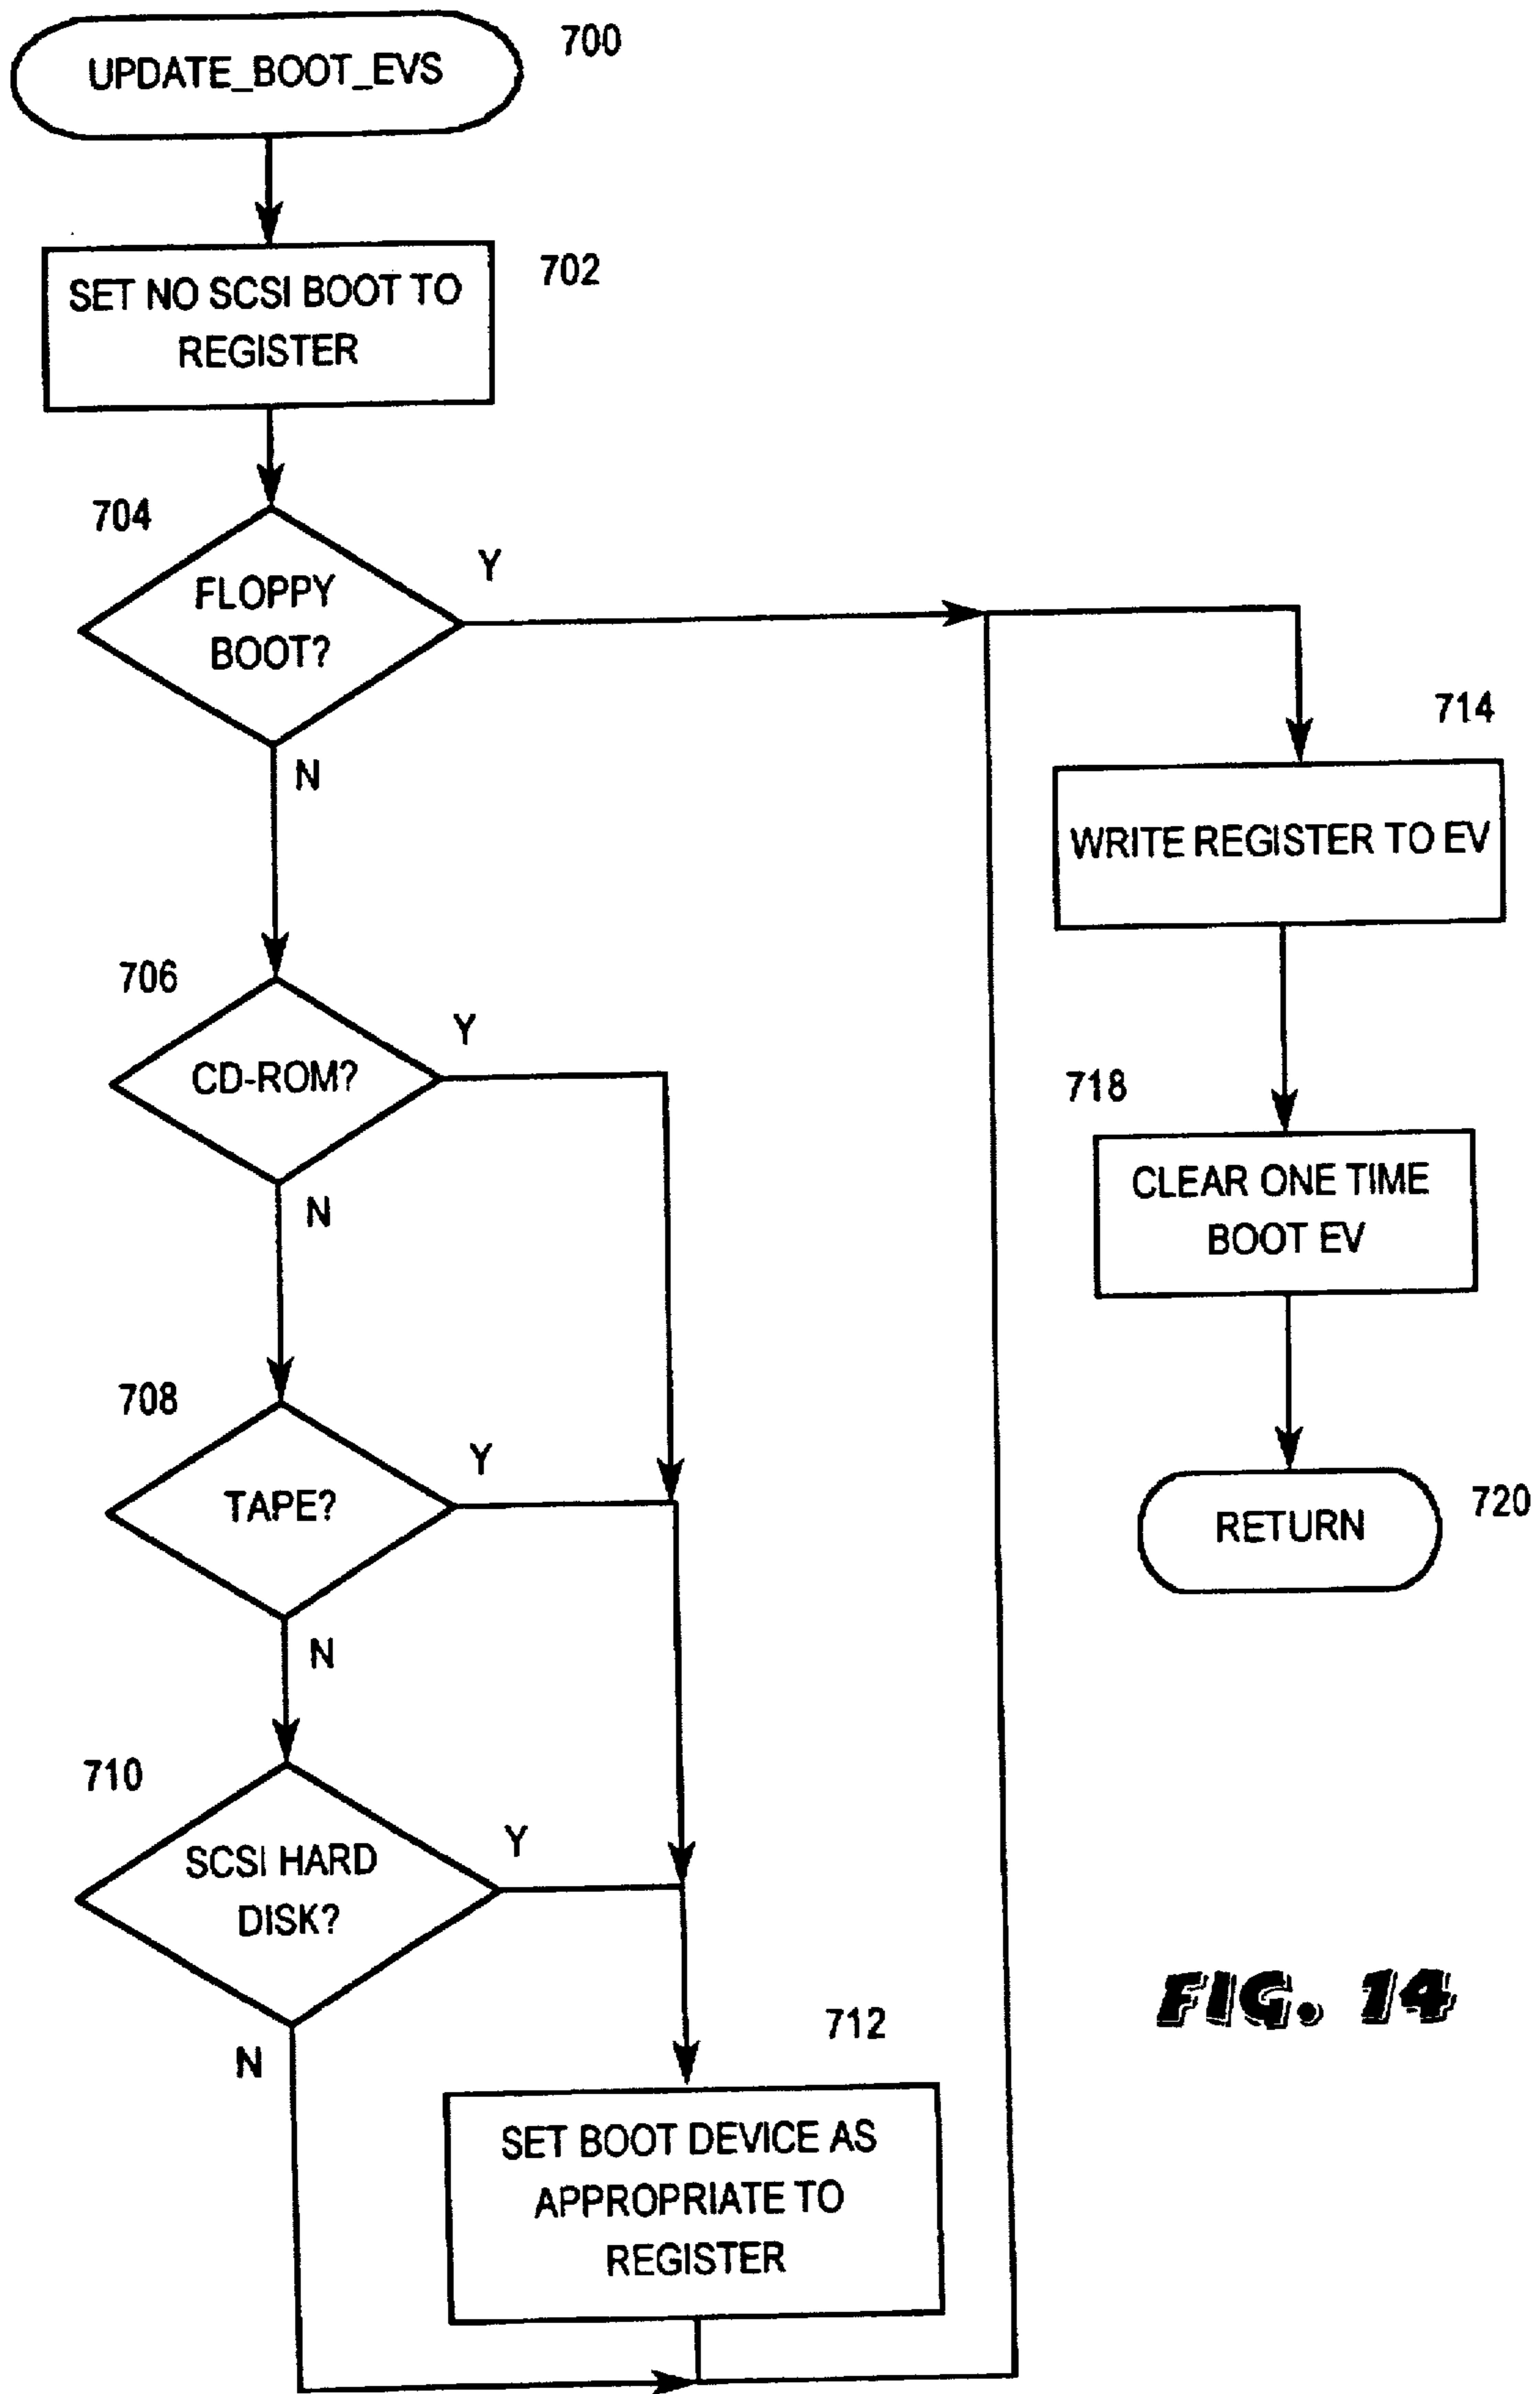 UPDATE_BOOT_EVS
700
SET NO SCSI BOOT TO
REGISTER
702
704
FLOPPY
BOOT?
Y
N
706
CD-ROM?
Y
N
708
TAPE?
Y
N
710
SCSI HARD
DISK?
Y
N
712
SET BOOT DEVICE AS
APPROPRIATE TO
REGISTER
714
WRITE REGISTER TO EV
718
CLEAR ONE TIME
BOOT EV
RETURN
720
FIG. 14